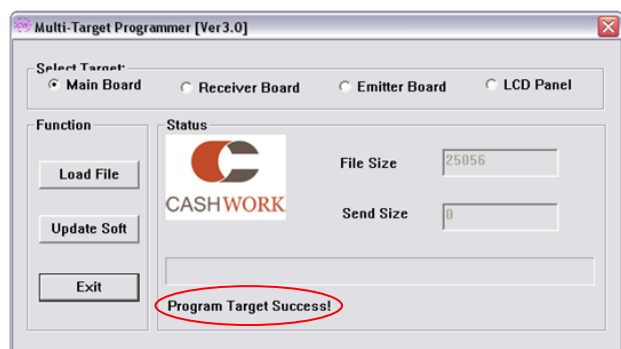 Multi-Target Programmer [Ver3.0]
Select Target:
Main Board
Receiver Board
Emitter Board
LCD Panel
Function
Status
Load File
CASHWORK
File Size
25056
Update Soft
Send Size
0
Exit
Program Target Success!